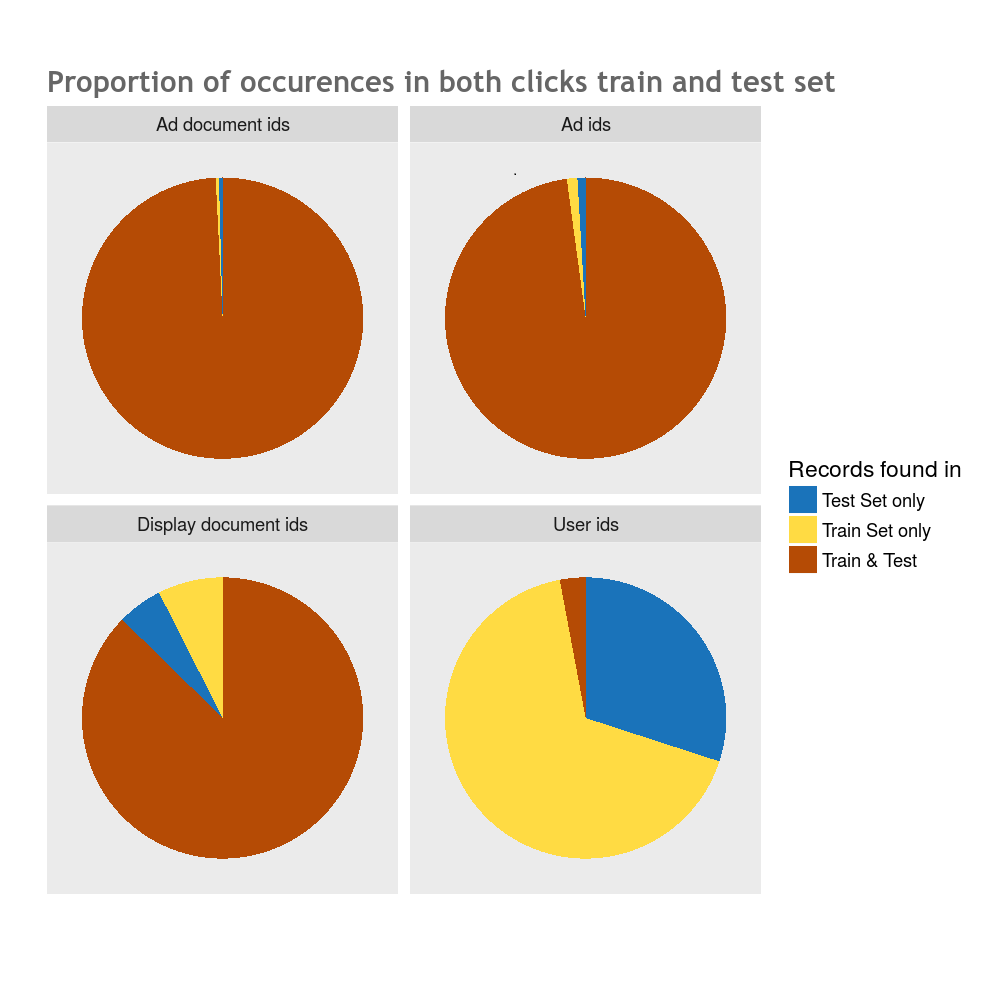 Proportion of occurences in both clicks train and test set
Ad document ids
Ad ids
Display document ids
User ids
Records found in
Test Set only
Train Set only
Train & Test